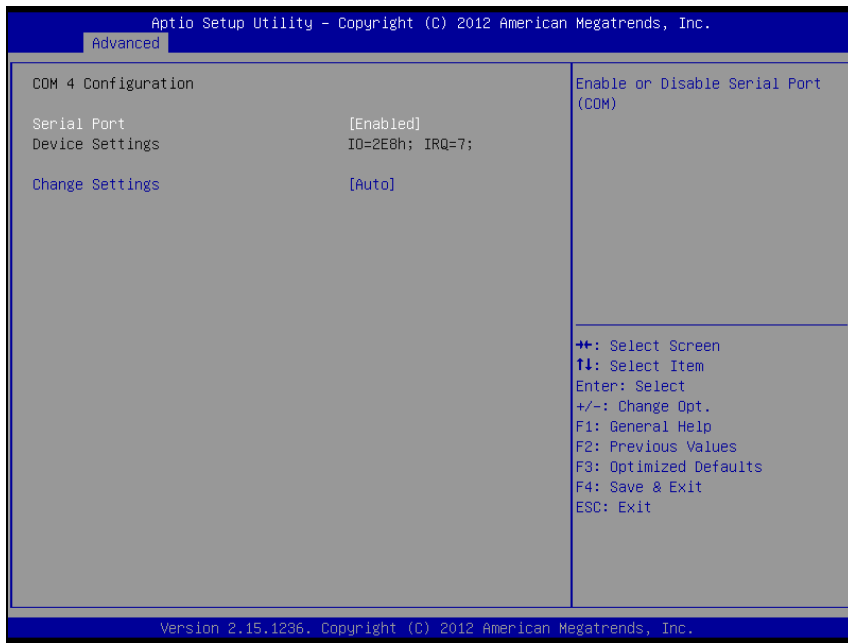 Aptio Setup Utility – Copyright (C) 2012 American Megatrends, Inc.
Advanced
COM 4 Configuration
Serial Port [Enabled]
Device Settings IO=2E8h; IRQ=7;
Change Settings [Auto]
Enable or Disable Serial Port
(COM)
→←: Select Screen
↑↓: Select Item
Enter: Select
+/-: Change Opt.
F1: General Help
F2: Previous Values
F3: Optimized Defaults
F4: Save & Exit
ESC: Exit
Version 2.15.1236. Copyright (C) 2012 American Megatrends, Inc.